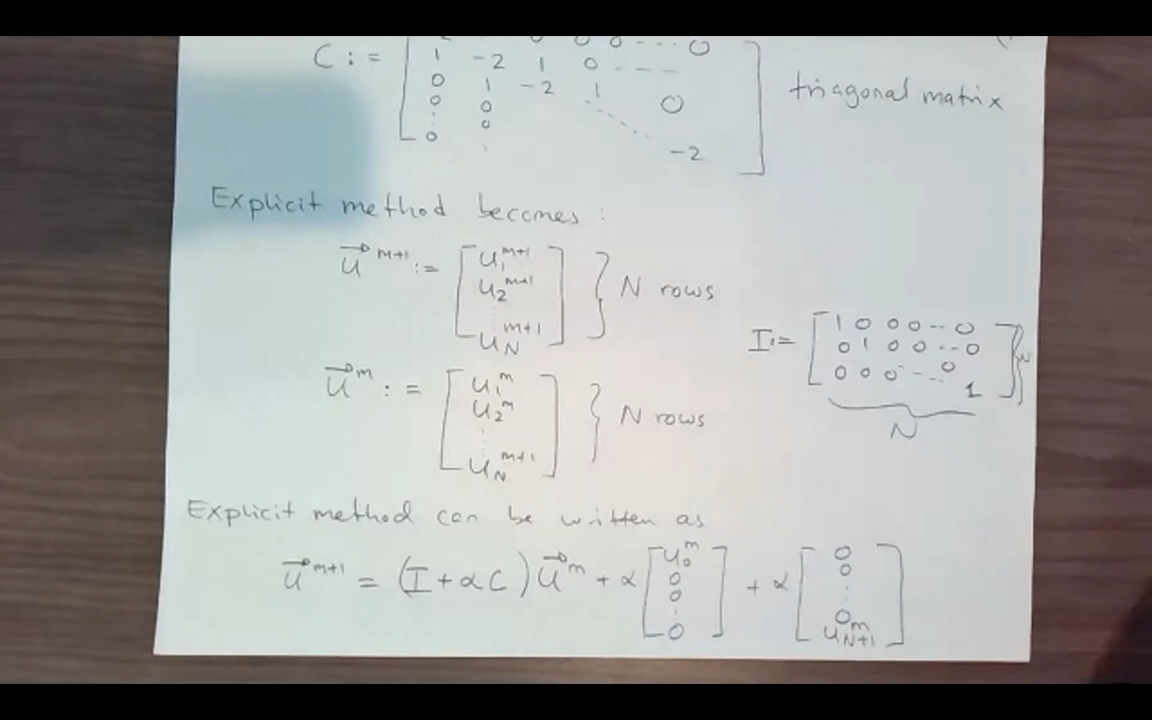 0 0 0 - - - 0
C := [ 1 -2 1 0 - - - -
0 1 -2 1 0
0 0
⋮ 0
0 -2 ] triagonal matrix
Explicit method becomes :
u⃗ ^{m+1} := [ u_1^{m+1}
u_2^{m+1}
⋮
u_N^{m+1} ] } N rows
I := [ 1 0 0 0 - - 0
0 1 0 0 - - 0
0 0 0 - - - 0
1 ] } N
N
u⃗ ^m := [ u_1^m
u_2^m
⋮
u_N^{m+1} ] } N rows
Explicit method can be written as
u⃗ ^{m+1} = (I + αC) u⃗ ^m + α [ u_0^m 0 0 ⋮ 0 ] + α [ 0 0 ⋮ 0 u_{N+1}^m ]